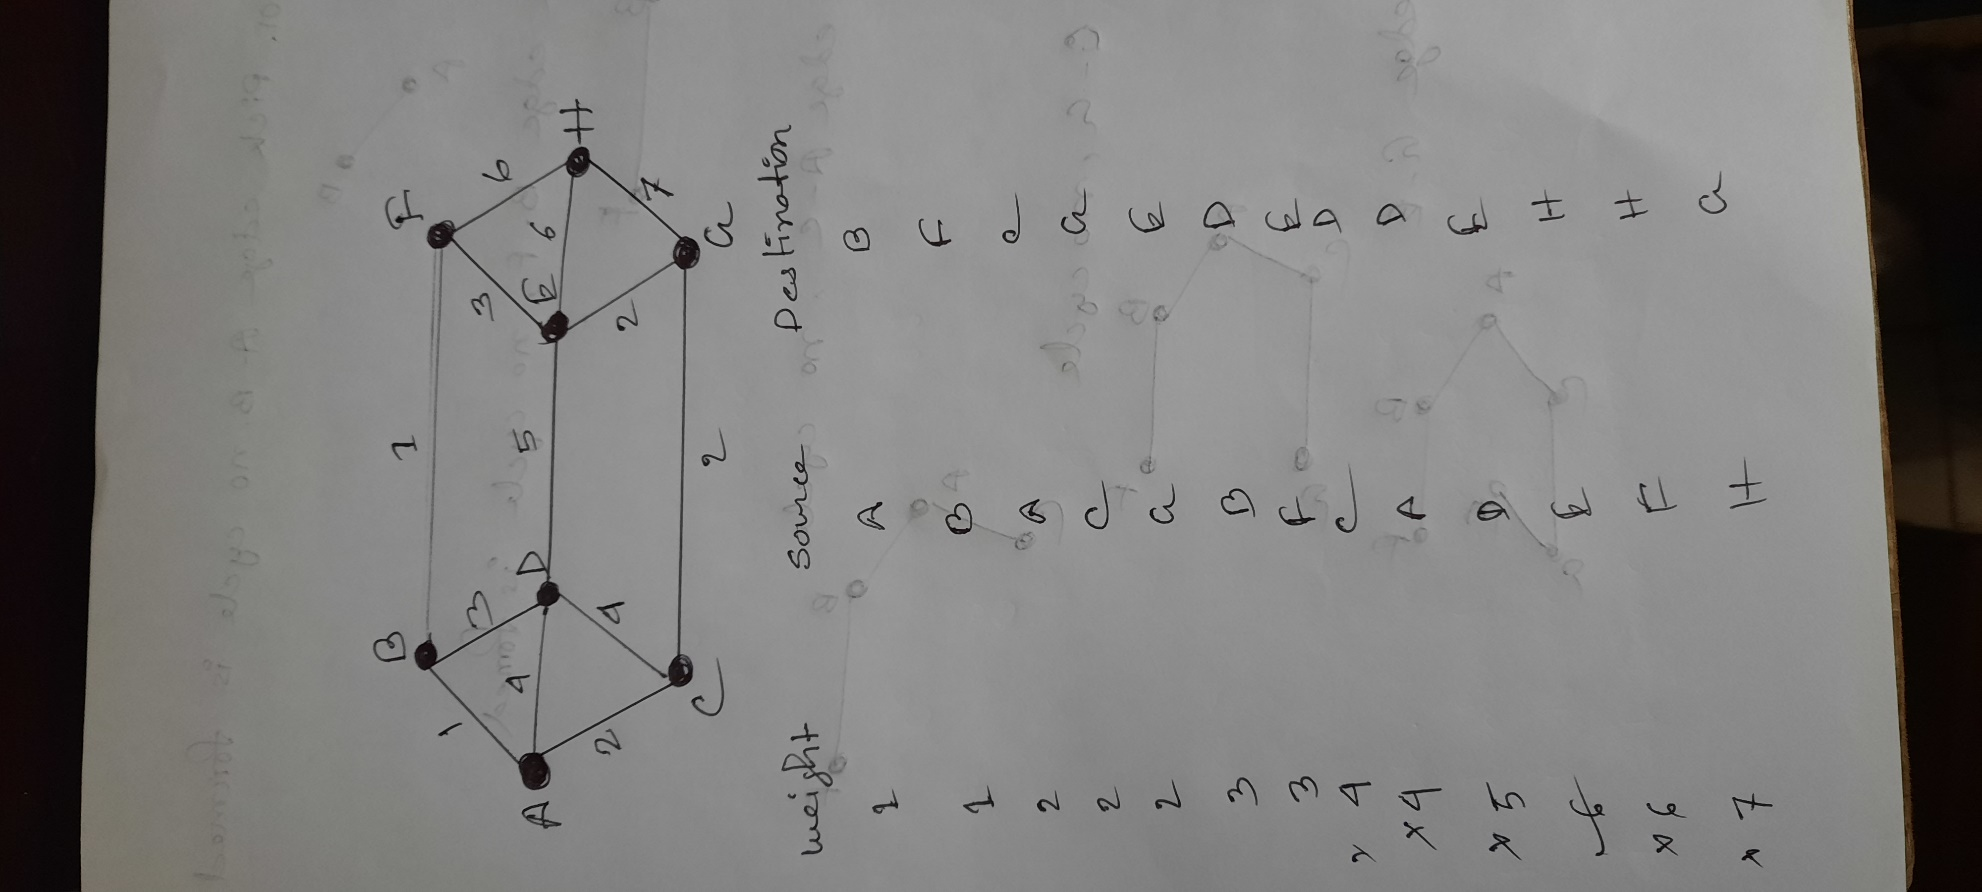 B 1 F
1 3 3 6
A 4 D 5 E 6 H
2 4 2 7
C 2 G
Weight Source Destination
1 A B
1 B F
2 A C
2 C G
2 G E
3 B D
3 F E
x 4 C D
x 4 A D
x 5 D E
✓ 6 E H
x 6 F H
x 7 H G